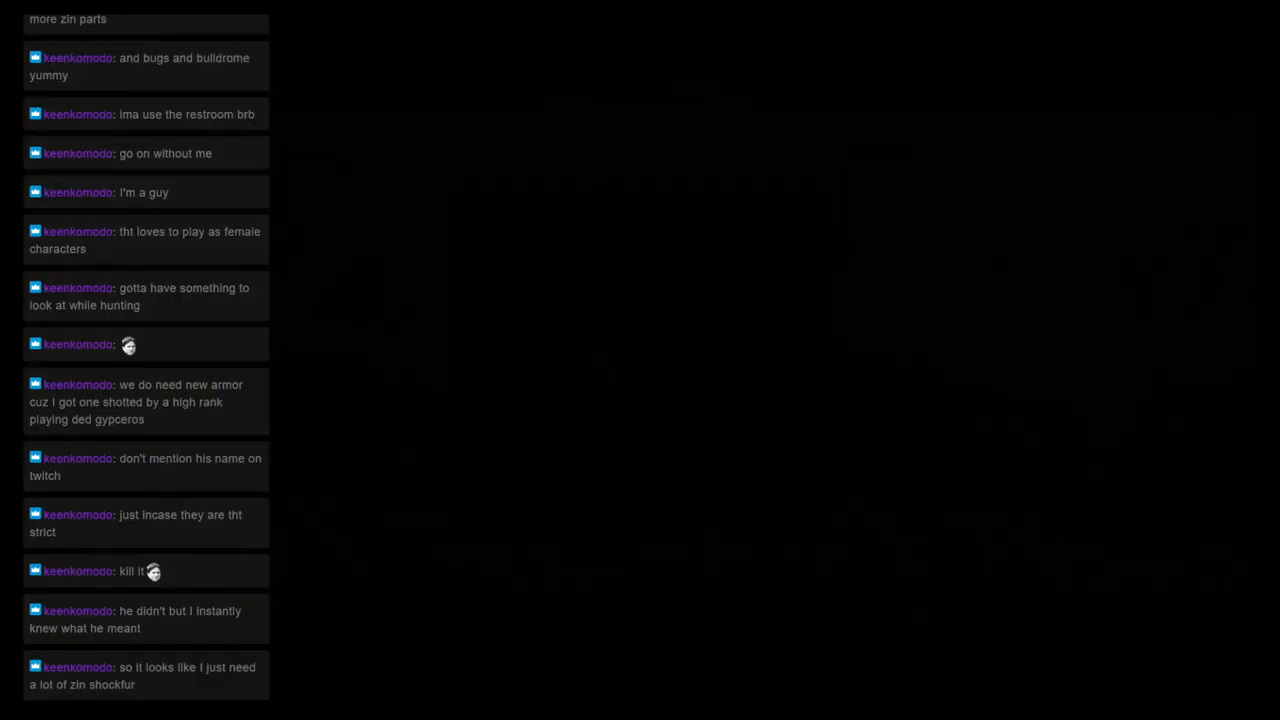 more zin parts
keenkomodo: and bugs and bulldrome
yummy
keenkomodo: ima use the restroom brb
keenkomodo: go on without me
keenkomodo: I'm a guy
keenkomodo: tht loves to play as female
characters
keenkomodo: gotta have something to
look at while hunting
keenkomodo:
keenkomodo: we do need new armor
cuz I got one shotted by a high rank
playing ded gypceros
keenkomodo: don't mention his name on
twitch
keenkomodo: just incase they are tht
strict
keenkomodo: kill it
keenkomodo: he didn't but I instantly
knew what he meant
keenkomodo: so it looks like I just need
a lot of zin shockfur